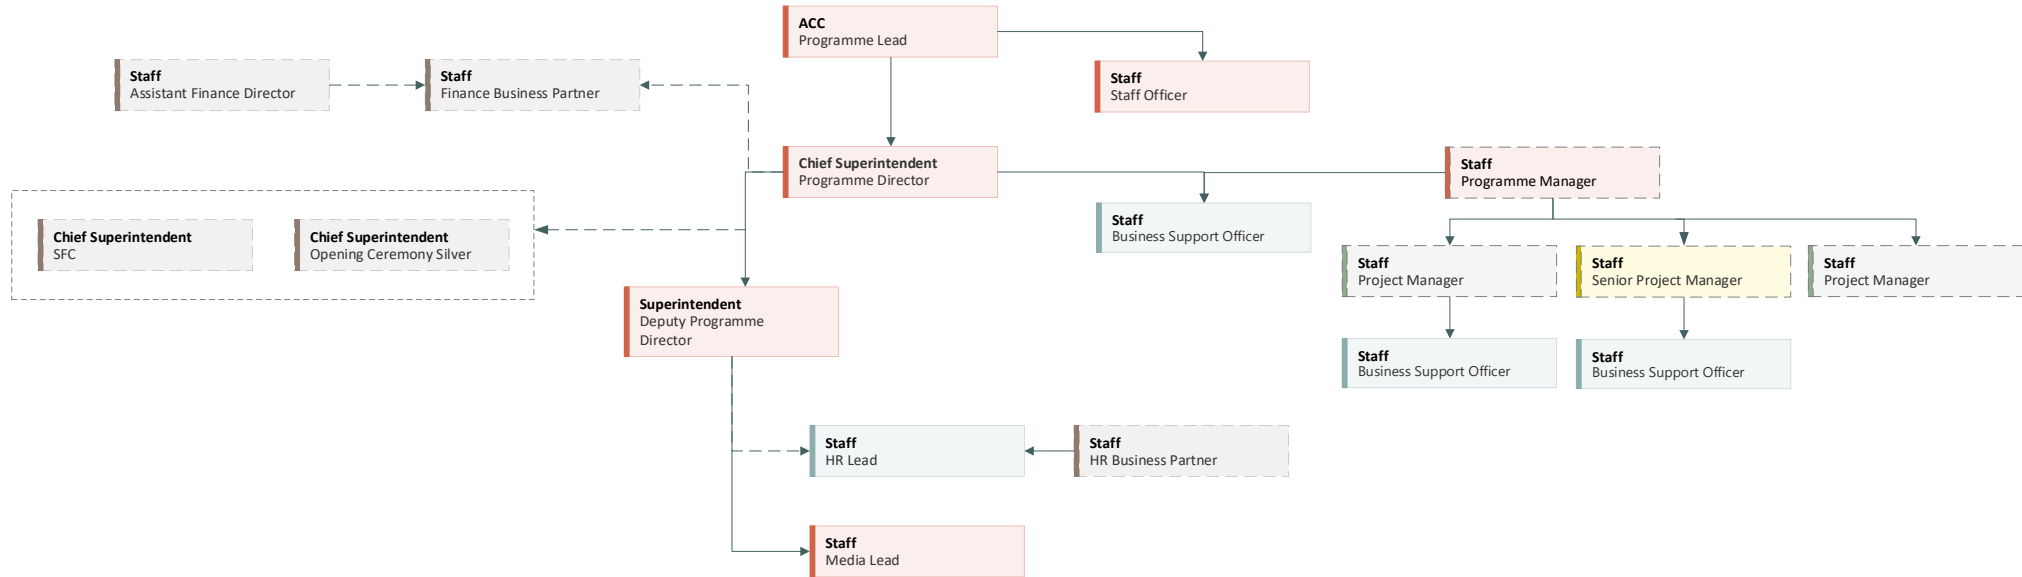 ACC
Programme Lead
Staff
Assistant Finance Director
Staff
Finance Business Partner
Staff
Staff Officer
Chief Superintendent
Programme Director
Staff
Programme Manager
Chief Superintendent
SFC
Chief Superintendent
Opening Ceremony Silver
Staff
Business Support Officer
Staff
Project Manager
Staff
Senior Project Manager
Staff
Project Manager
Superintendent
Deputy Programme
Director
Staff
Business Support Officer
Staff
Business Support Officer
Staff
HR Lead
Staff
HR Business Partner
Staff
Media Lead